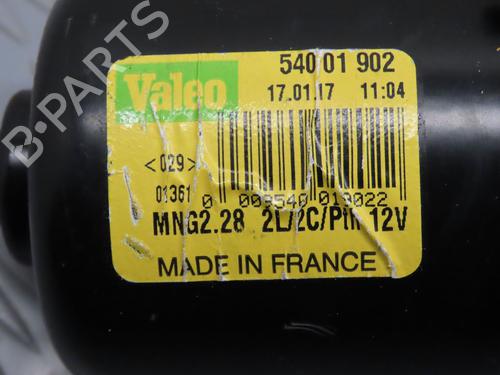 B-PARTS
Valeo
540 01 902
17.01.17 11:04
<029>
01361
MNG2.28 2L/2C/Pth 12V
MADE IN FRANCE